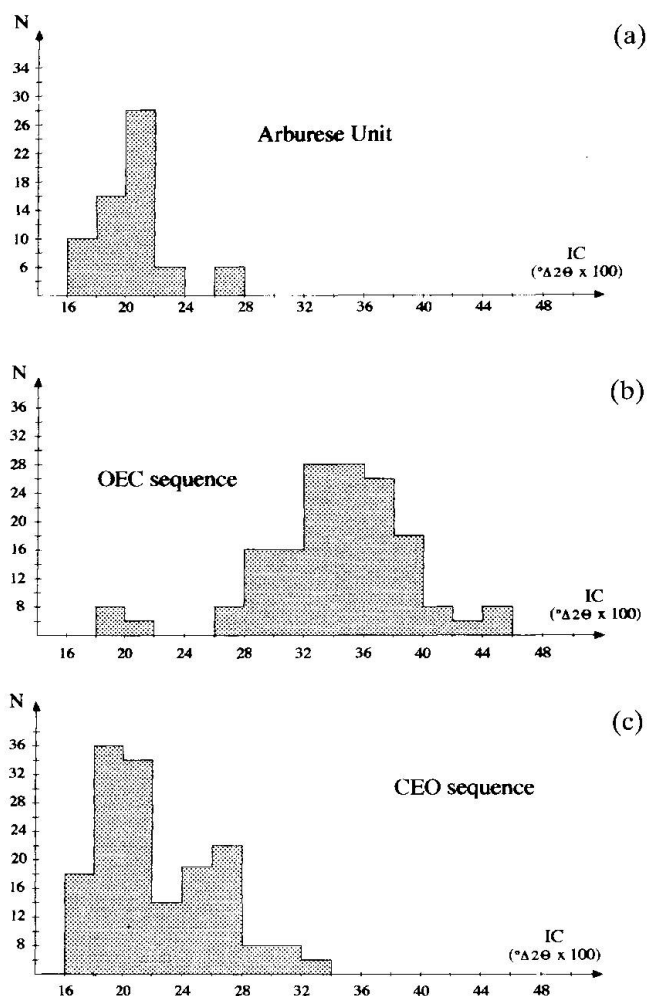 (a)
N
34
30
26
22
18
14
10
6
Arburese Unit
IC
(°Δ2Θ x 100)
16 20 24 28 32 34 36 40 44 48
(b)
N
36
32
28
24
20
16
12
8
OEC sequence
IC
(°Δ2Θ x 100)
16 20 24 28 32 36 40 44 48
(c)
N
36
32
28
24
20
16
12
8
CEO sequence
IC
(°Δ2Θ x 100)
16 20 24 28 32 36 40 44 48